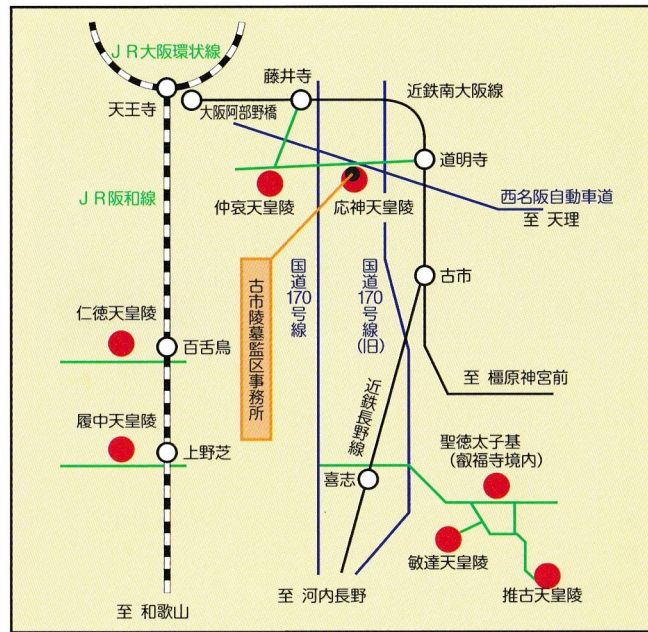 JR大阪環状線
藤井寺
近鉄南大阪線
天王寺
大阪阿部野橋
道明寺
JR阪和線
仲哀天皇陵
応神天皇陵
西名阪自動車道
至 天理
古市陵墓監区事務所
国道170号線
国道170号線(旧)
古市
仁徳天皇陵
百舌鳥
至 橿原神宮前
近鉄長野線
履中天皇陵
上野芝
聖徳太子基
(叡福寺境内)
喜志
敏達天皇陵
推古天皇陵
至 和歌山
至 河内長野